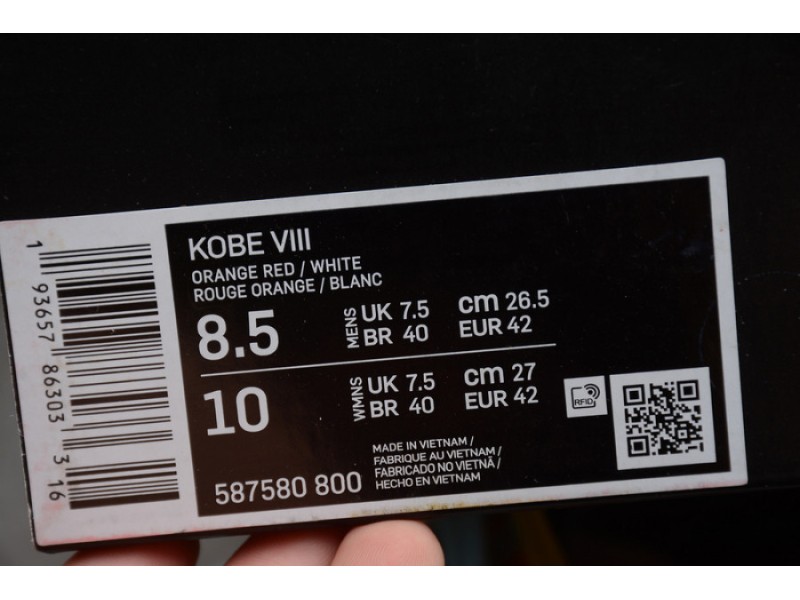 KOBE VIII
ORANGE RED / WHITE
ROUGE ORANGE / BLANC
8.5 MENS UK 7.5 cm 26.5
BR 40 EUR 42
10 WMNS UK 7.5 cm 27
BR 40 EUR 42
RFID
587580 800
MADE IN VIETNAM /
FABRIQUE AU VIETNAM /
FABRICADO NO VIETNÃ /
HECHO EN VIETNAM
1 93657 86303 3 16